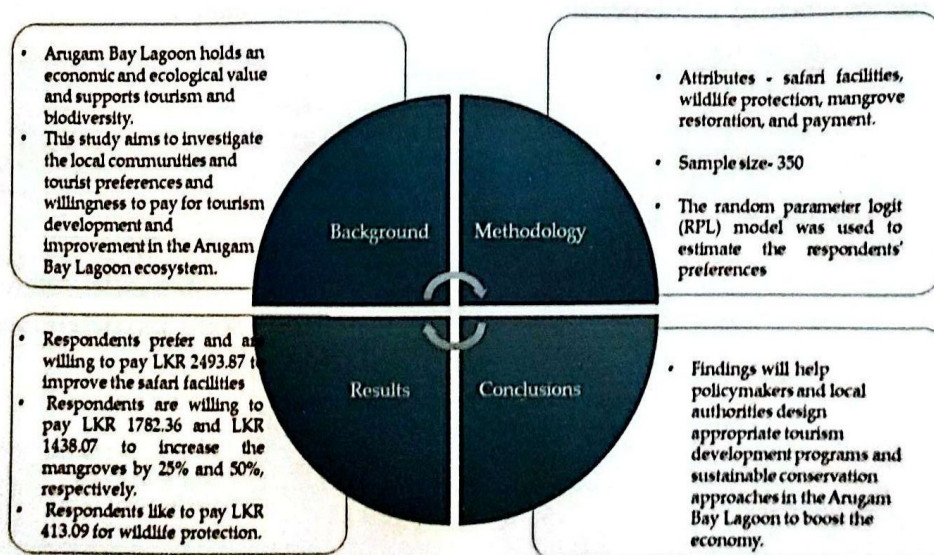 • Arugam Bay Lagoon holds an
economic and ecological value
and supports tourism and
biodiversity.
• This study aims to investigate
the local communities and
tourist preferences and
willingness to pay for tourism
development and
improvement in the Arugam
Bay Lagoon ecosystem.
Background
Methodology
• Attributes - safari facilities,
wildlife protection, mangrove
restoration, and payment.
• Sample size- 350
• The random parameter logit
(RPL) model was used to
estimate the respondents'
preferences
• Respondents prefer and are
willing to pay LKR 2493.87 to
improve the safari facilities
• Respondents are willing to
pay LKR 1782.36 and LKR
1438.07 to increase the
mangroves by 25% and 50%,
respectively.
• Respondents like to pay LKR
413.09 for wildlife protection.
Results
Conclusions
• Findings will help
policymakers and local
authorities design
appropriate tourism
development programs and
sustainable conservation
approaches in the Arugam
Bay Lagoon to boost the
economy.